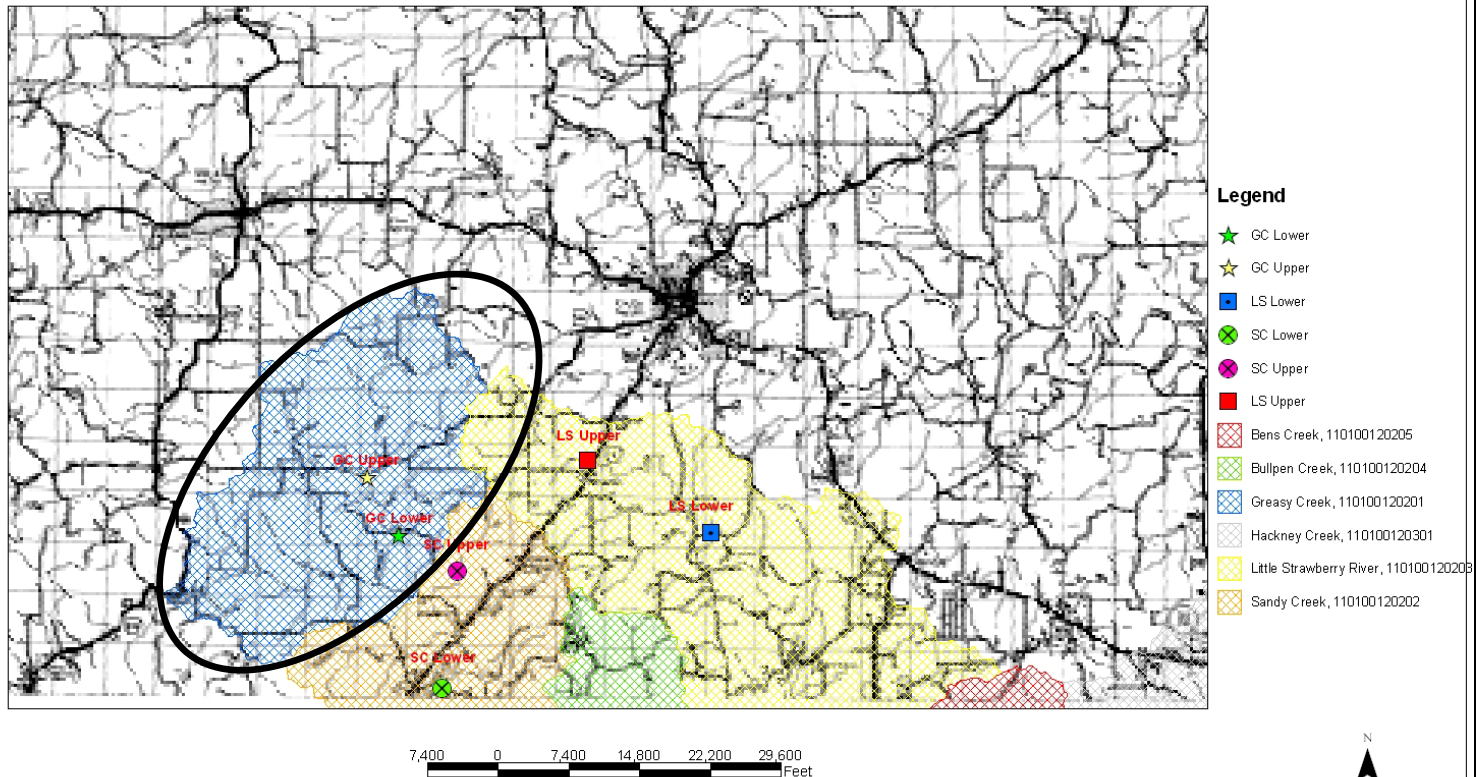 GC Upper
GC Lower
SC Upper
SC Lower
LS Upper
LS Lower
Legend
GC Lower
GC Upper
LS Lower
SC Lower
SC Upper
LS Upper
Bens Creek, 110100120205
Bullpen Creek, 110100120204
Greasy Creek, 110100120201
Hackney Creek, 110100120301
Little Strawberry River, 110100120203
Sandy Creek, 110100120202
7,400 0 7,400 14,800 22,200 29,600
Feet
N